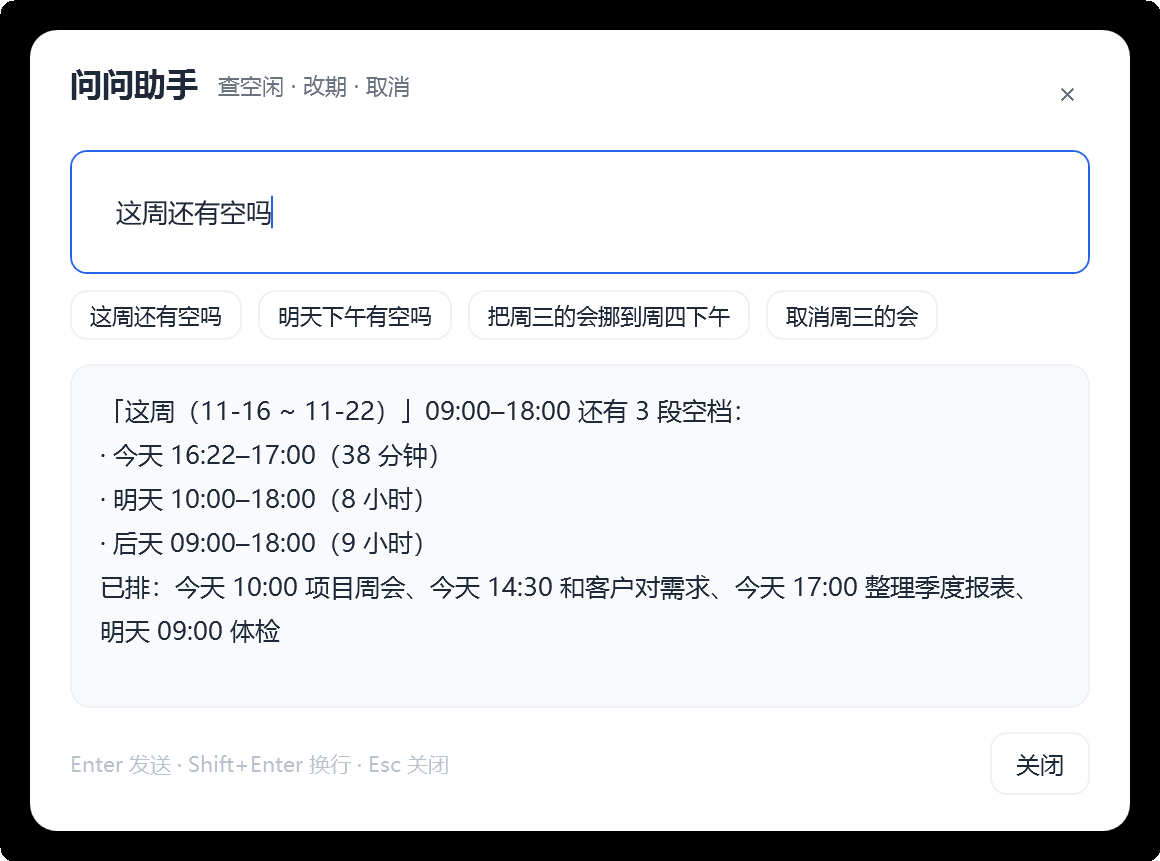 问问助手 查空闲 · 改期 · 取消
×
这周还有空吗
这周还有空吗 明天下午有空吗 把周三的会挪到周四下午 取消周三的会
「这周（11-16 ~ 11-22）」09:00–18:00 还有 3 段空档：
· 今天 16:22–17:00（38 分钟）
· 明天 10:00–18:00（8 小时）
· 后天 09:00–18:00（9 小时）
已排：今天 10:00 项目周会、今天 14:30 和客户对需求、今天 17:00 整理季度报表、
明天 09:00 体检
Enter 发送 · Shift+Enter 换行 · Esc 关闭
关闭